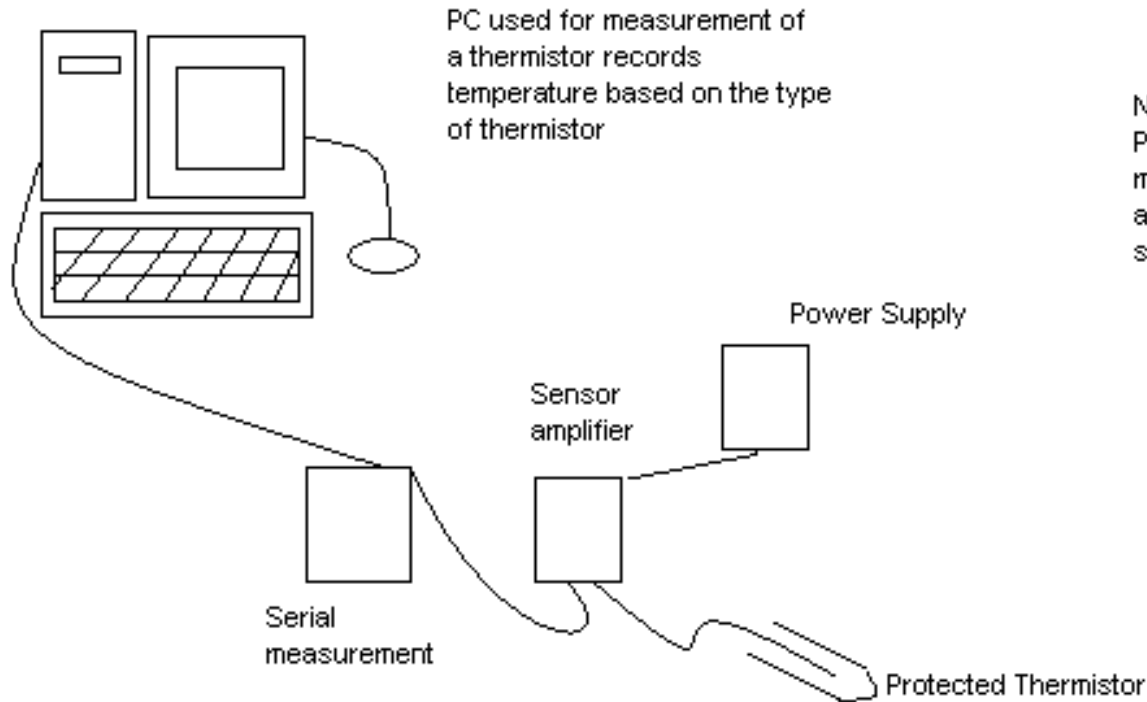 PC used for measurement of
a thermistor records
temperature based on the type
of thermistor
Power Supply
Sensor
amplifier
Serial
measurement
Protected Thermistor